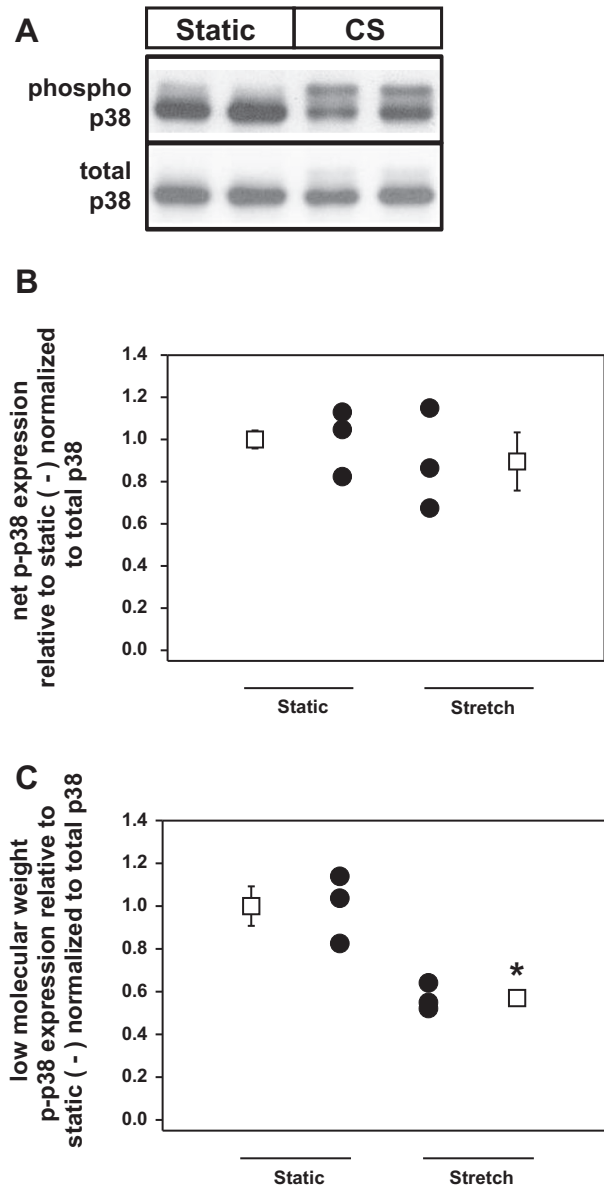 A
Static CS
phospho
p38
total
p38
B
net p-p38 expression
relative to static ( - ) normalized
to total p38
1.4
1.2
1.0
0.8
0.6
0.4
0.2
0.0
Static Stretch
C
low molecular weight
p-p38 expression relative to
static ( - ) normalized to total p38
1.4
1.2
1.0
0.8
0.6
0.4
0.2
0.0
*
Static Stretch